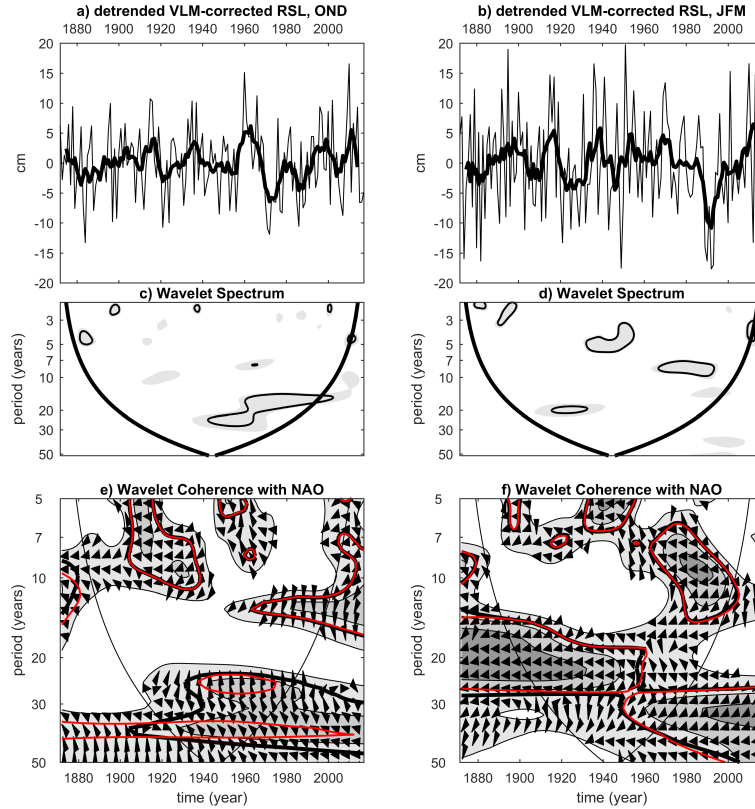 a) detrended VLM-corrected RSL, OND
1880 1900 1920 1940 1960 1980 2000
20
15
10
5
0
-5
-10
-15
-20
cm
b) detrended VLM-corrected RSL, JFM
1880 1900 1920 1940 1960 1980 2000
20
15
10
5
0
-5
-10
-15
-20
cm
c) Wavelet Spectrum
3
5
7
10
20
30
50
period (years)
d) Wavelet Spectrum
3
5
7
10
20
30
50
period (years)
e) Wavelet Coherence with NAO
5
7
10
20
30
50
period (years)
1880 1900 1920 1940 1960 1980 2000
time (year)
f) Wavelet Coherence with NAO
5
7
10
20
30
50
period (years)
1880 1900 1920 1940 1960 1980 2000
time (year)